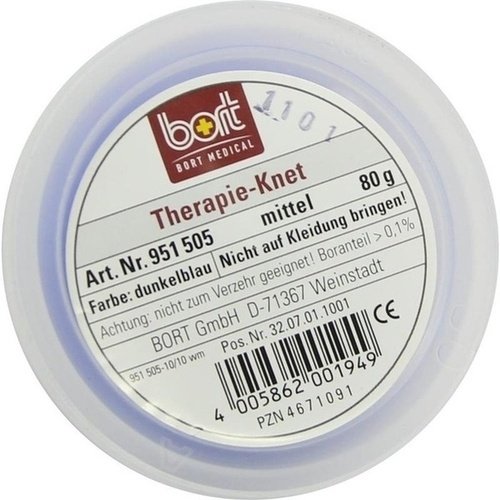 bort
BORT MEDICAL
1101
Therapie-Knet
Art. Nr. 951 505 mittel 80 g
Farbe: dunkelblau Nicht auf Kleidung bringen!
Achtung: nicht zum Verzehr geeignet! Boranteil > 0,1%
BORT GmbH D-71367 Weinstadt
Pos. Nr. 32.07.01.1001
951 505-10/10 wm
CE
4 005862 001949
PZN 4671091